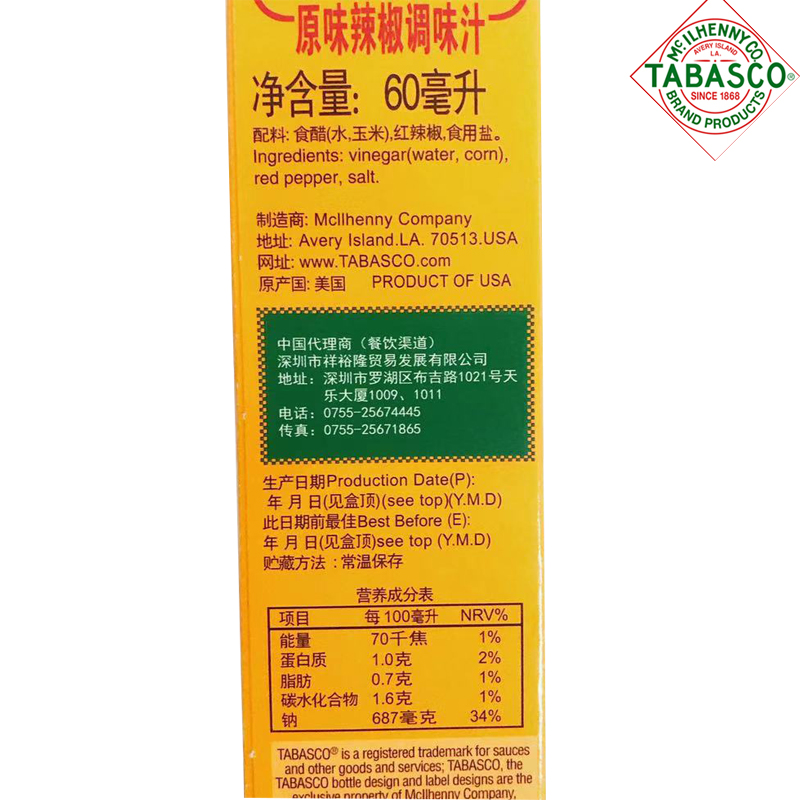 原味辣椒调味汁
净含量: 60毫升
配料: 食醋(水,玉米),红辣椒,食用盐。
Ingredients: vinegar(water, corn),
red pepper, salt.
制造商: McIlhenny Company
地址: Avery Island.LA. 70513.USA
网址: www.TABASCO.com
原产国: 美国 PRODUCT OF USA
中国代理商（餐饮渠道）
深圳市祥裕隆贸易发展有限公司
地址：深圳市罗湖区布吉路1021号天
乐大厦1009、1011
电话：0755-25674445
传真：0755-25671865
生产日期Production Date(P):
年 月 日(见盒顶)(see top)(Y.M.D)
此日期前最佳Best Before (E):
年 月 日(见盒顶)see top (Y.M.D)
贮藏方法 : 常温保存
营养成分表
项目 每100毫升 NRV%
能量 70千焦 1%
蛋白质 1.0克 2%
脂肪 0.7克 1%
碳水化合物 1.6克 1%
钠 687毫克 34%
TABASCO® is a registered trademark for sauces
and other goods and services; TABASCO, the
TABASCO bottle design and label designs are the
exclusive property of McIlhenny Company,
McILHENNY CO.
AVERY ISLAND
LA.
TABASCO®
SINCE 1868
BRAND PRODUCTS